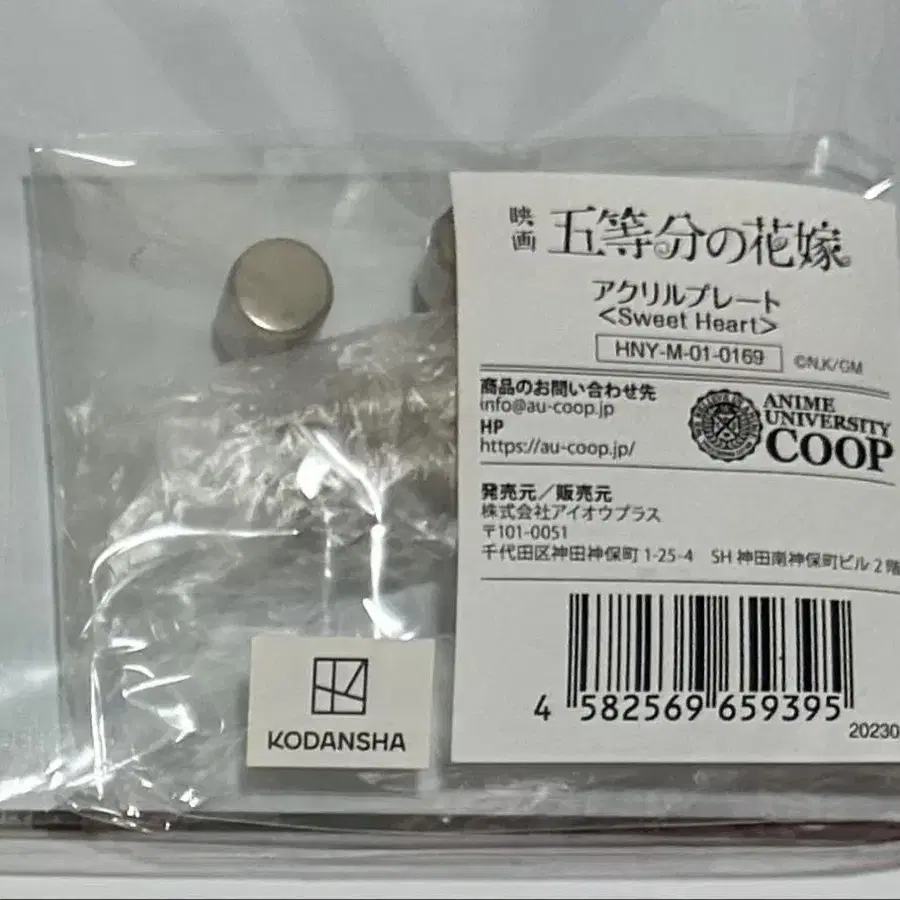 映画 五等分の花嫁
アクリルプレート
<Sweet Heart>
HNY-M-01-0169
©N.K/GM
商品のお問い合わせ先
info@au-coop.jp
HP
https://au-coop.jp/
ANIME
UNIVERSITY
COOP
発売元／販売元
株式会社アイオウプラス
〒101-0051
千代田区神田神保町 1-25-4 SH 神田南神保町ビル 2 階
4 582569 659395
20230
KODANSHA